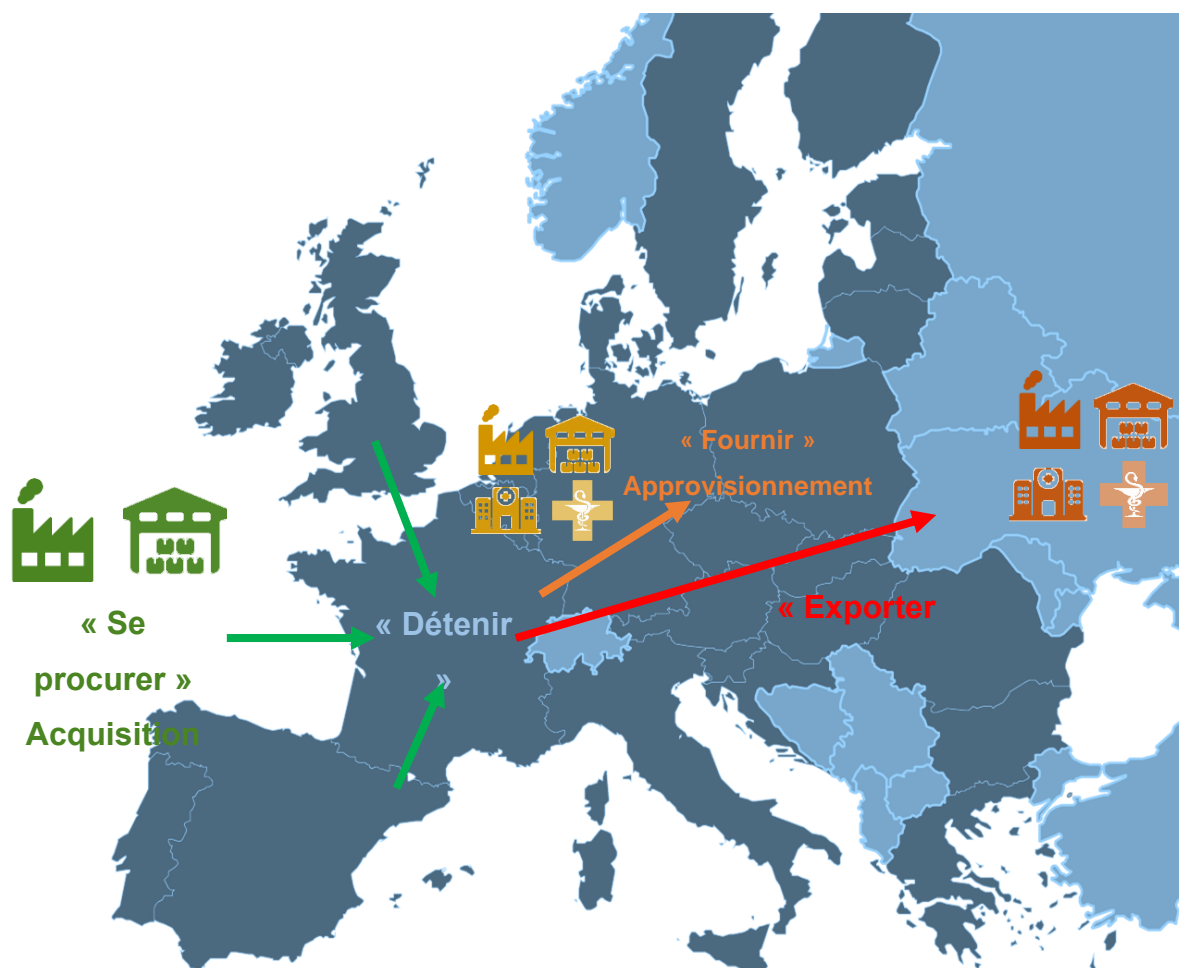 « Se
procurer »
Acquisition
« Détenir
»
« Fournir »
Approvisionnement
« Exporter